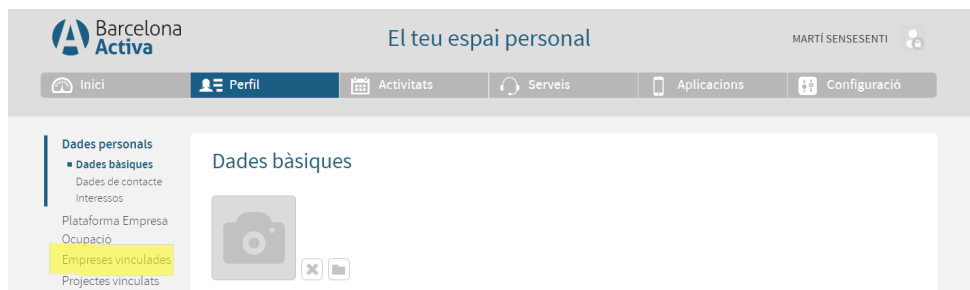 Barcelona
Activa
El teu espai personal
MARTÍ SENSESENTI
Inici
Perfil
Activitats
Serveis
Aplicacions
Configuració
Dades personals
Dades bàsiques
Dades de contacte
Interessos
Plataforma Empresa
Ocupació
Empreses vinculades
Projectes vinculats
Dades bàsiques